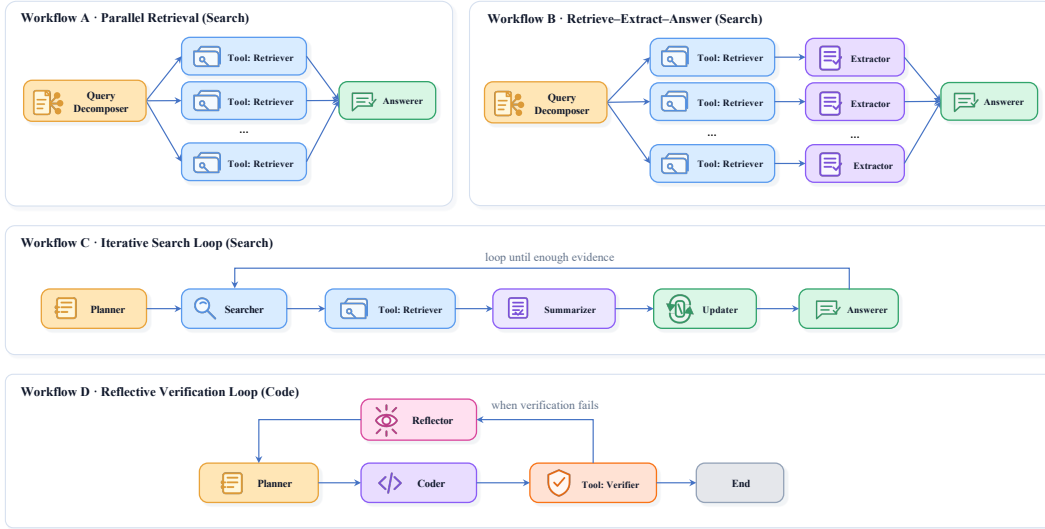 Workflow A · Parallel Retrieval (Search)
Query
Decomposer
Tool: Retriever
Tool: Retriever
...
Tool: Retriever
Answerer
Workflow B · Retrieve–Extract–Answer (Search)
Query
Decomposer
Tool: Retriever
Extractor
Tool: Retriever
Extractor
...
...
Tool: Retriever
Extractor
Answerer
Workflow C · Iterative Search Loop (Search)
loop until enough evidence
Planner
Searcher
Tool: Retriever
Summarizer
Updater
Answerer
Workflow D · Reflective Verification Loop (Code)
when verification fails
Reflector
Planner
Coder
Tool: Verifier
End